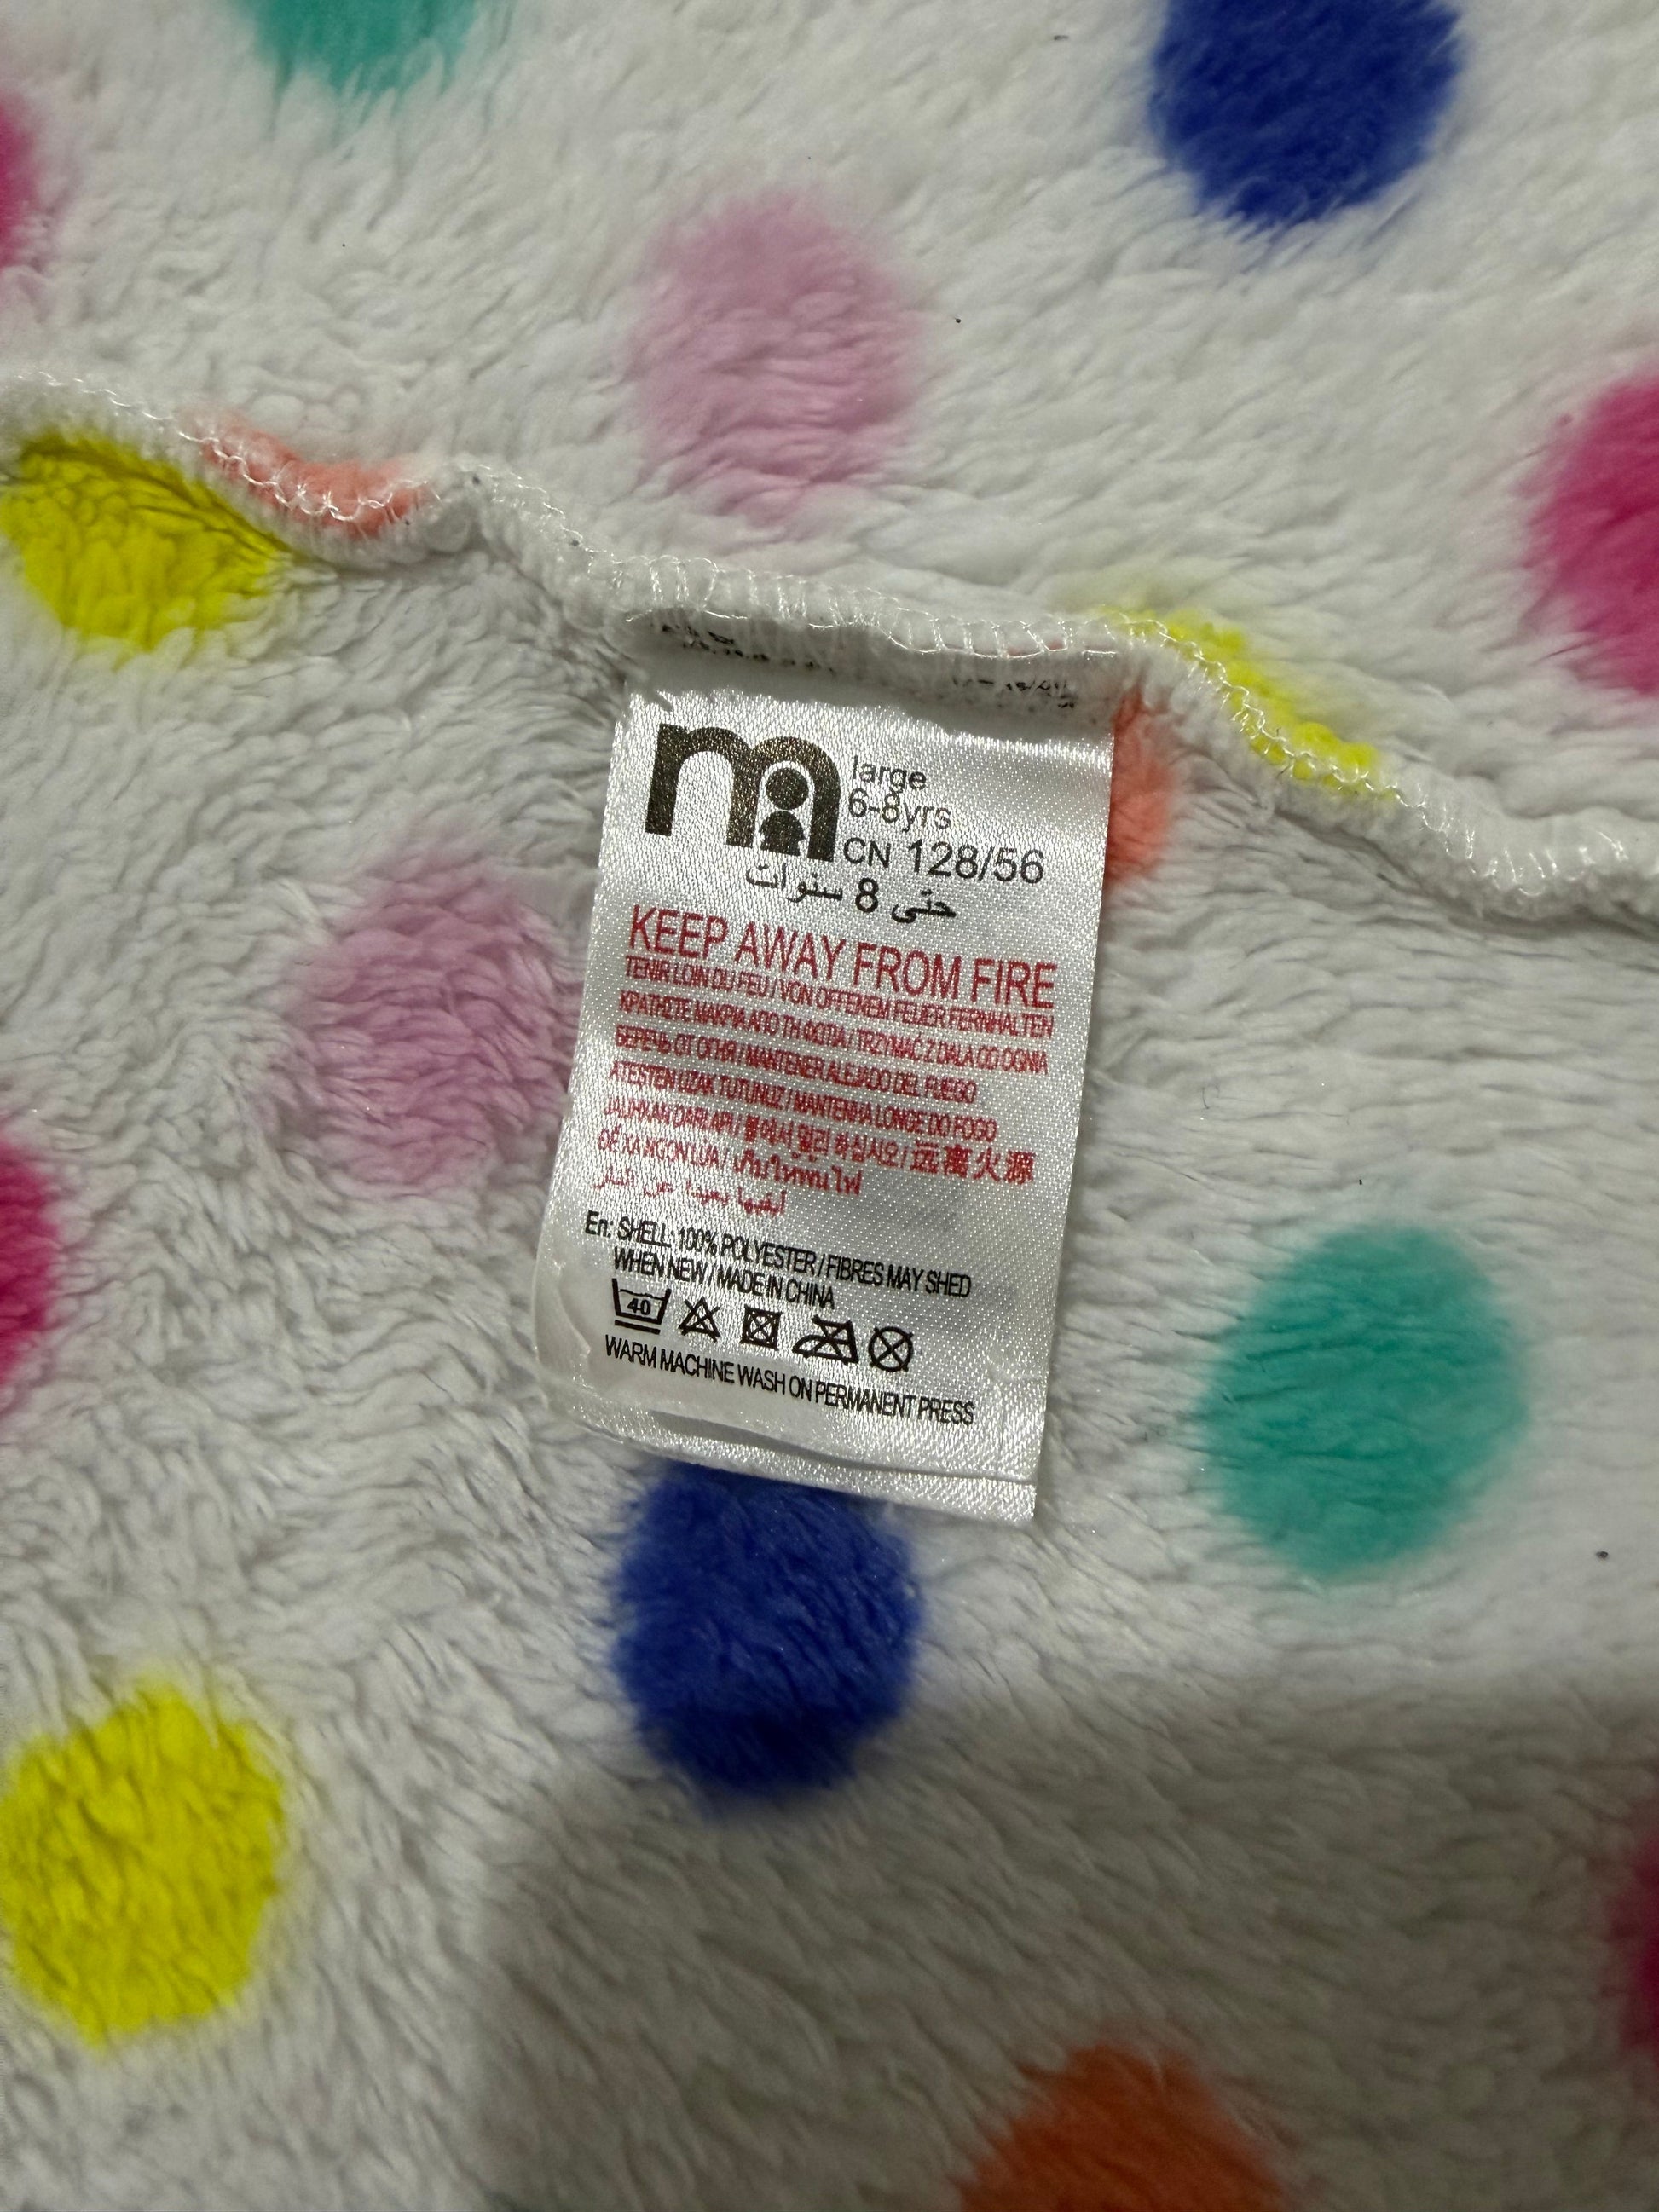 m
large
6-8yrs
CN 128/56
حتى 8 سنوات
KEEP AWAY FROM FIRE
TENIR LOIN DU FEU / VON OFFENEM FEUER FERNHALTEN
ΚΡΑΤΗΣΤΕ ΜΑΚΡΙΑ ΑΠΟ ΤΗ ΦΩΤΙΑ / TRZYMAĆ Z DALA OD OGNIA
БЕРЕЧЬ ОТ ОГНЯ / MANTENER ALEJADO DEL FUEGO
ATEŞTEN UZAK TUTUNUZ / MANTENHA LONGE DO FOGO
JAUHKAN DARI API / 불에서 멀리 하십시오 / 远离火源
ĐỂ XA NGỌN LỬA / เก็บให้พ้นไฟ
En: SHELL: 100% POLYESTER / FIBRES MAY SHED
WHEN NEW / MADE IN CHINA
40
WARM MACHINE WASH ON PERMANENT PRESS